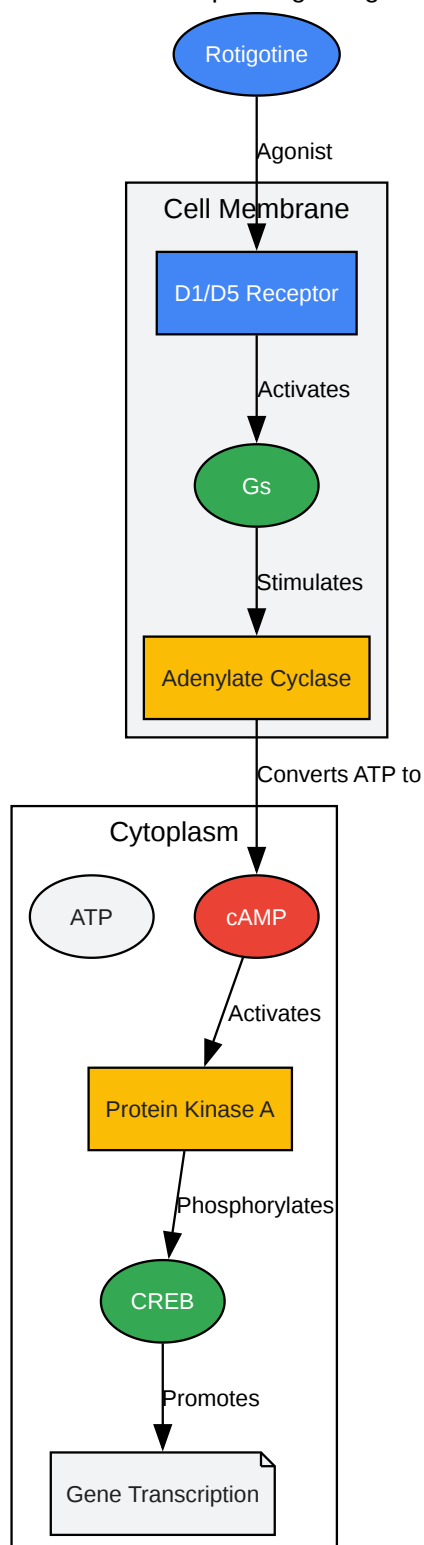 Rotigotine
Agonist
Cell Membrane
D1/D5 Receptor
Activates
Gs
Stimulates
Adenylate Cyclase
Converts ATP to
Cytoplasm
ATP
cAMP
Activates
Protein Kinase A
Phosphorylates
CREB
Promotes
Gene Transcription